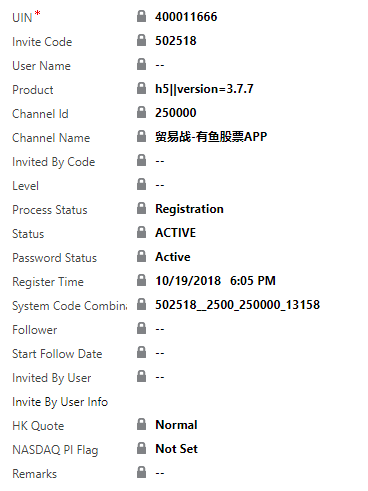 UIN* 400011666
Invite Code 502518
User Name --
Product h5||version=3.7.7
Channel Id 250000
Channel Name 贸易战-有鱼股票APP
Invited By Code --
Level --
Process Status Registration
Status ACTIVE
Password Status Active
Register Time 10/19/2018 6:05 PM
System Code Combina 502518__2500_250000_13158
Follower --
Start Follow Date --
Invited By User --
Invite By User Info
HK Quote Normal
NASDAQ PI Flag Not Set
Remarks --